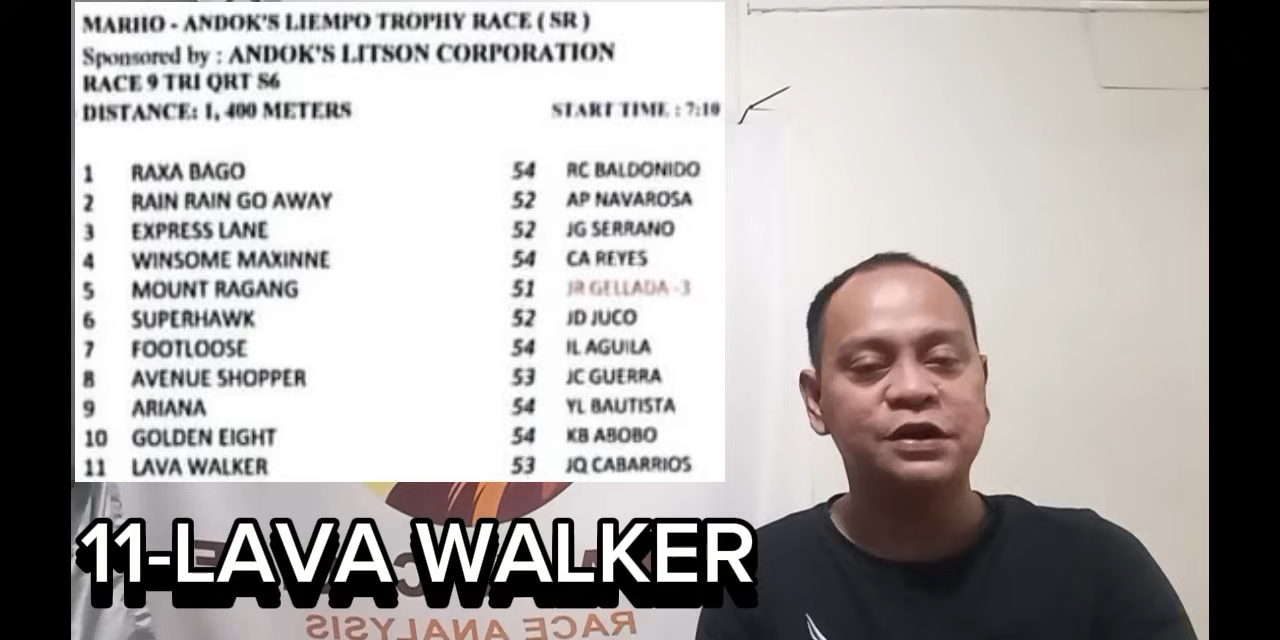 MARHO - ANDOK'S LIEMPO TROPHY RACE ( SR )
Sponsored by : ANDOK'S LITSON CORPORATION
RACE 9 TRI QRT S6
DISTANCE: 1, 400 METERS START TIME : 7:10
1 RAXA BAGO 54 RC BALDONIDO
2 RAIN RAIN GO AWAY 52 AP NAVAROSA
3 EXPRESS LANE 52 JG SERRANO
4 WINSOME MAXINNE 54 CA REYES
5 MOUNT RAGANG 51 JR GELLADA -3
6 SUPERHAWK 52 JD JUCO
7 FOOTLOOSE 54 IL AGUILA
8 AVENUE SHOPPER 53 JC GUERRA
9 ARIANA 54 YL BAUTISTA
10 GOLDEN EIGHT 54 KB ABOBO
11 LAVA WALKER 53 JQ CABARRIOS
11-LAVA WALKER
RACE ANALYSIS